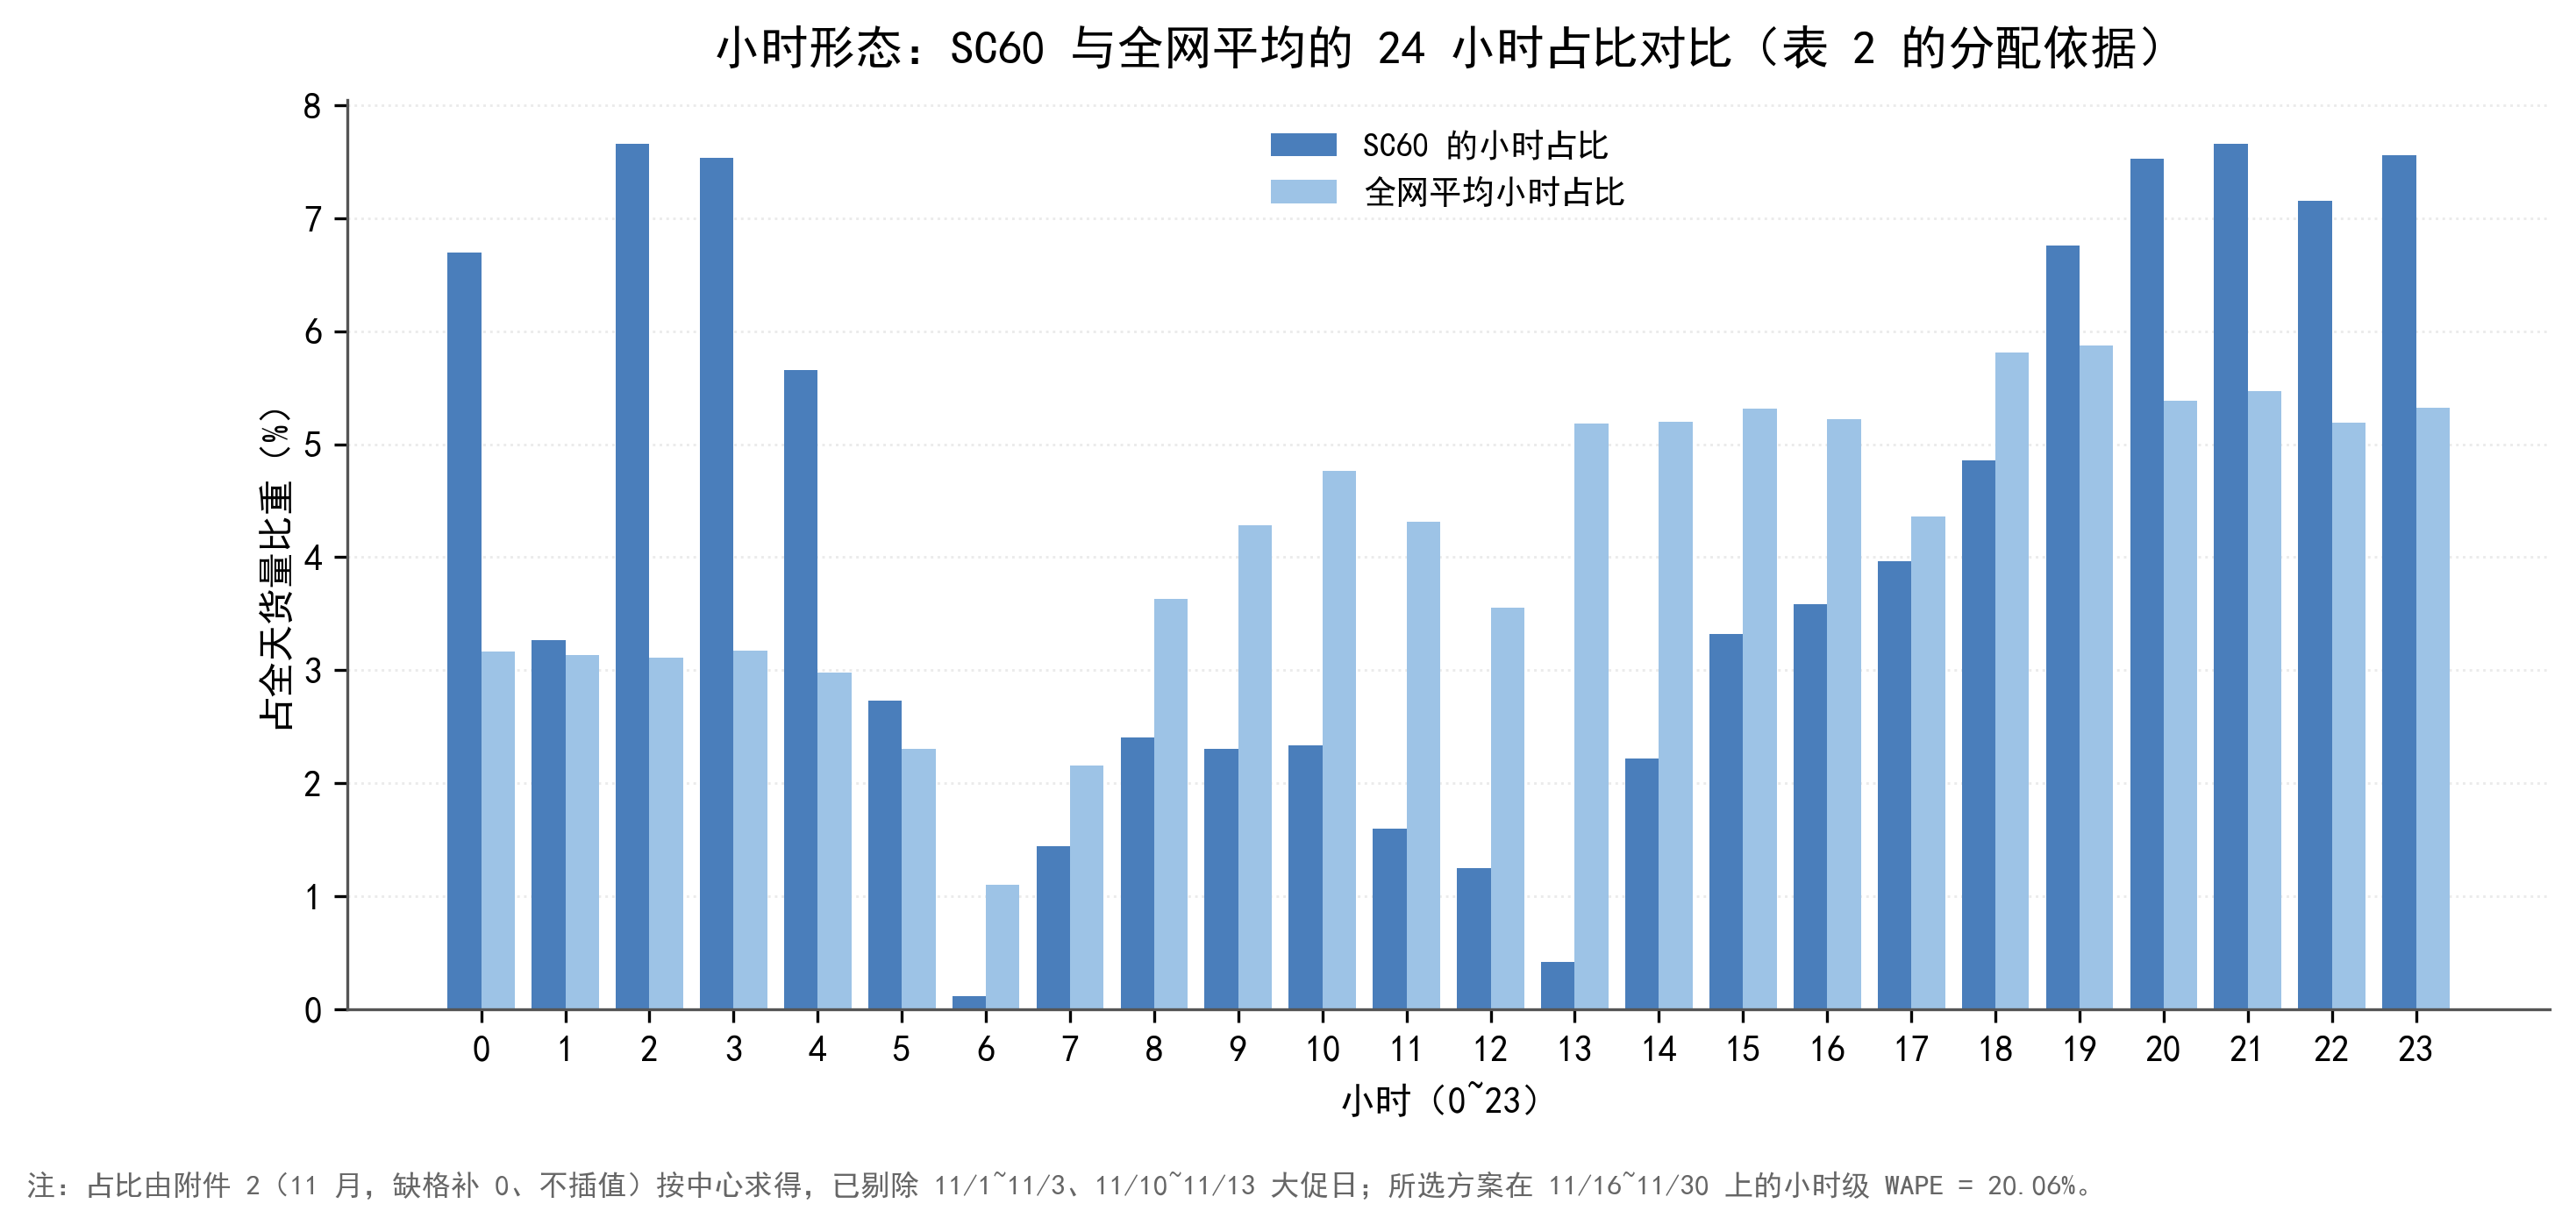 小时形态：SC60 与全网平均的 24 小时占比对比（表 2 的分配依据）
SC60 的小时占比
全网平均小时占比
占全天货量比重（%）
8
7
6
5
4
3
2
1
0
0 1 2 3 4 5 6 7 8 9 10 11 12 13 14 15 16 17 18 19 20 21 22 23
小时（0~23）
注：占比由附件 2（11 月，缺格补 0、不插值）按中心求得，已剔除 11/1~11/3、11/10~11/13 大促日；所选方案在 11/16~11/30 上的小时级 WAPE = 20.06%。